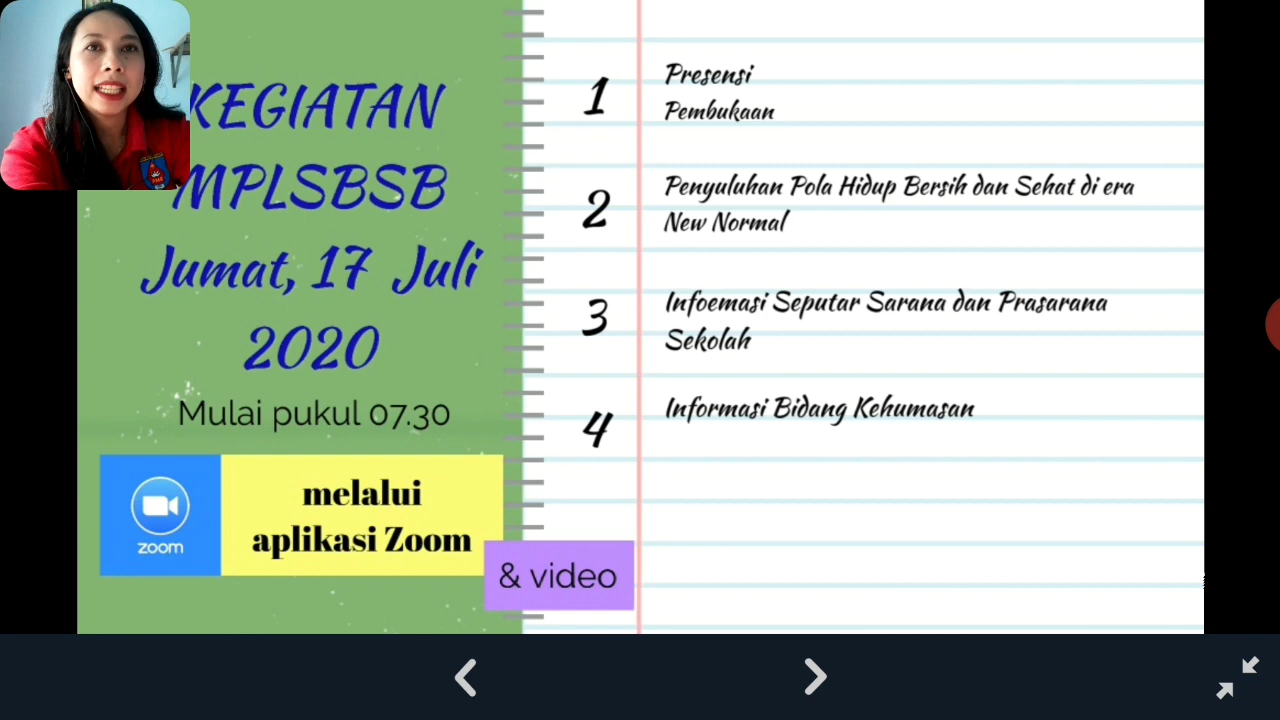 KEGIATAN
MPLSBSB
Jumat, 17 Juli
2020
Mulai pukul 07.30
zoom
melalui
aplikasi Zoom
& video
1
Presensi
Pembukaan
2
Penyuluhan Pola Hidup Bersih dan Sehat di era
New Normal
3
Infoemasi Seputar Sarana dan Prasarana
Sekolah
4
Informasi Bidang Kehumasan